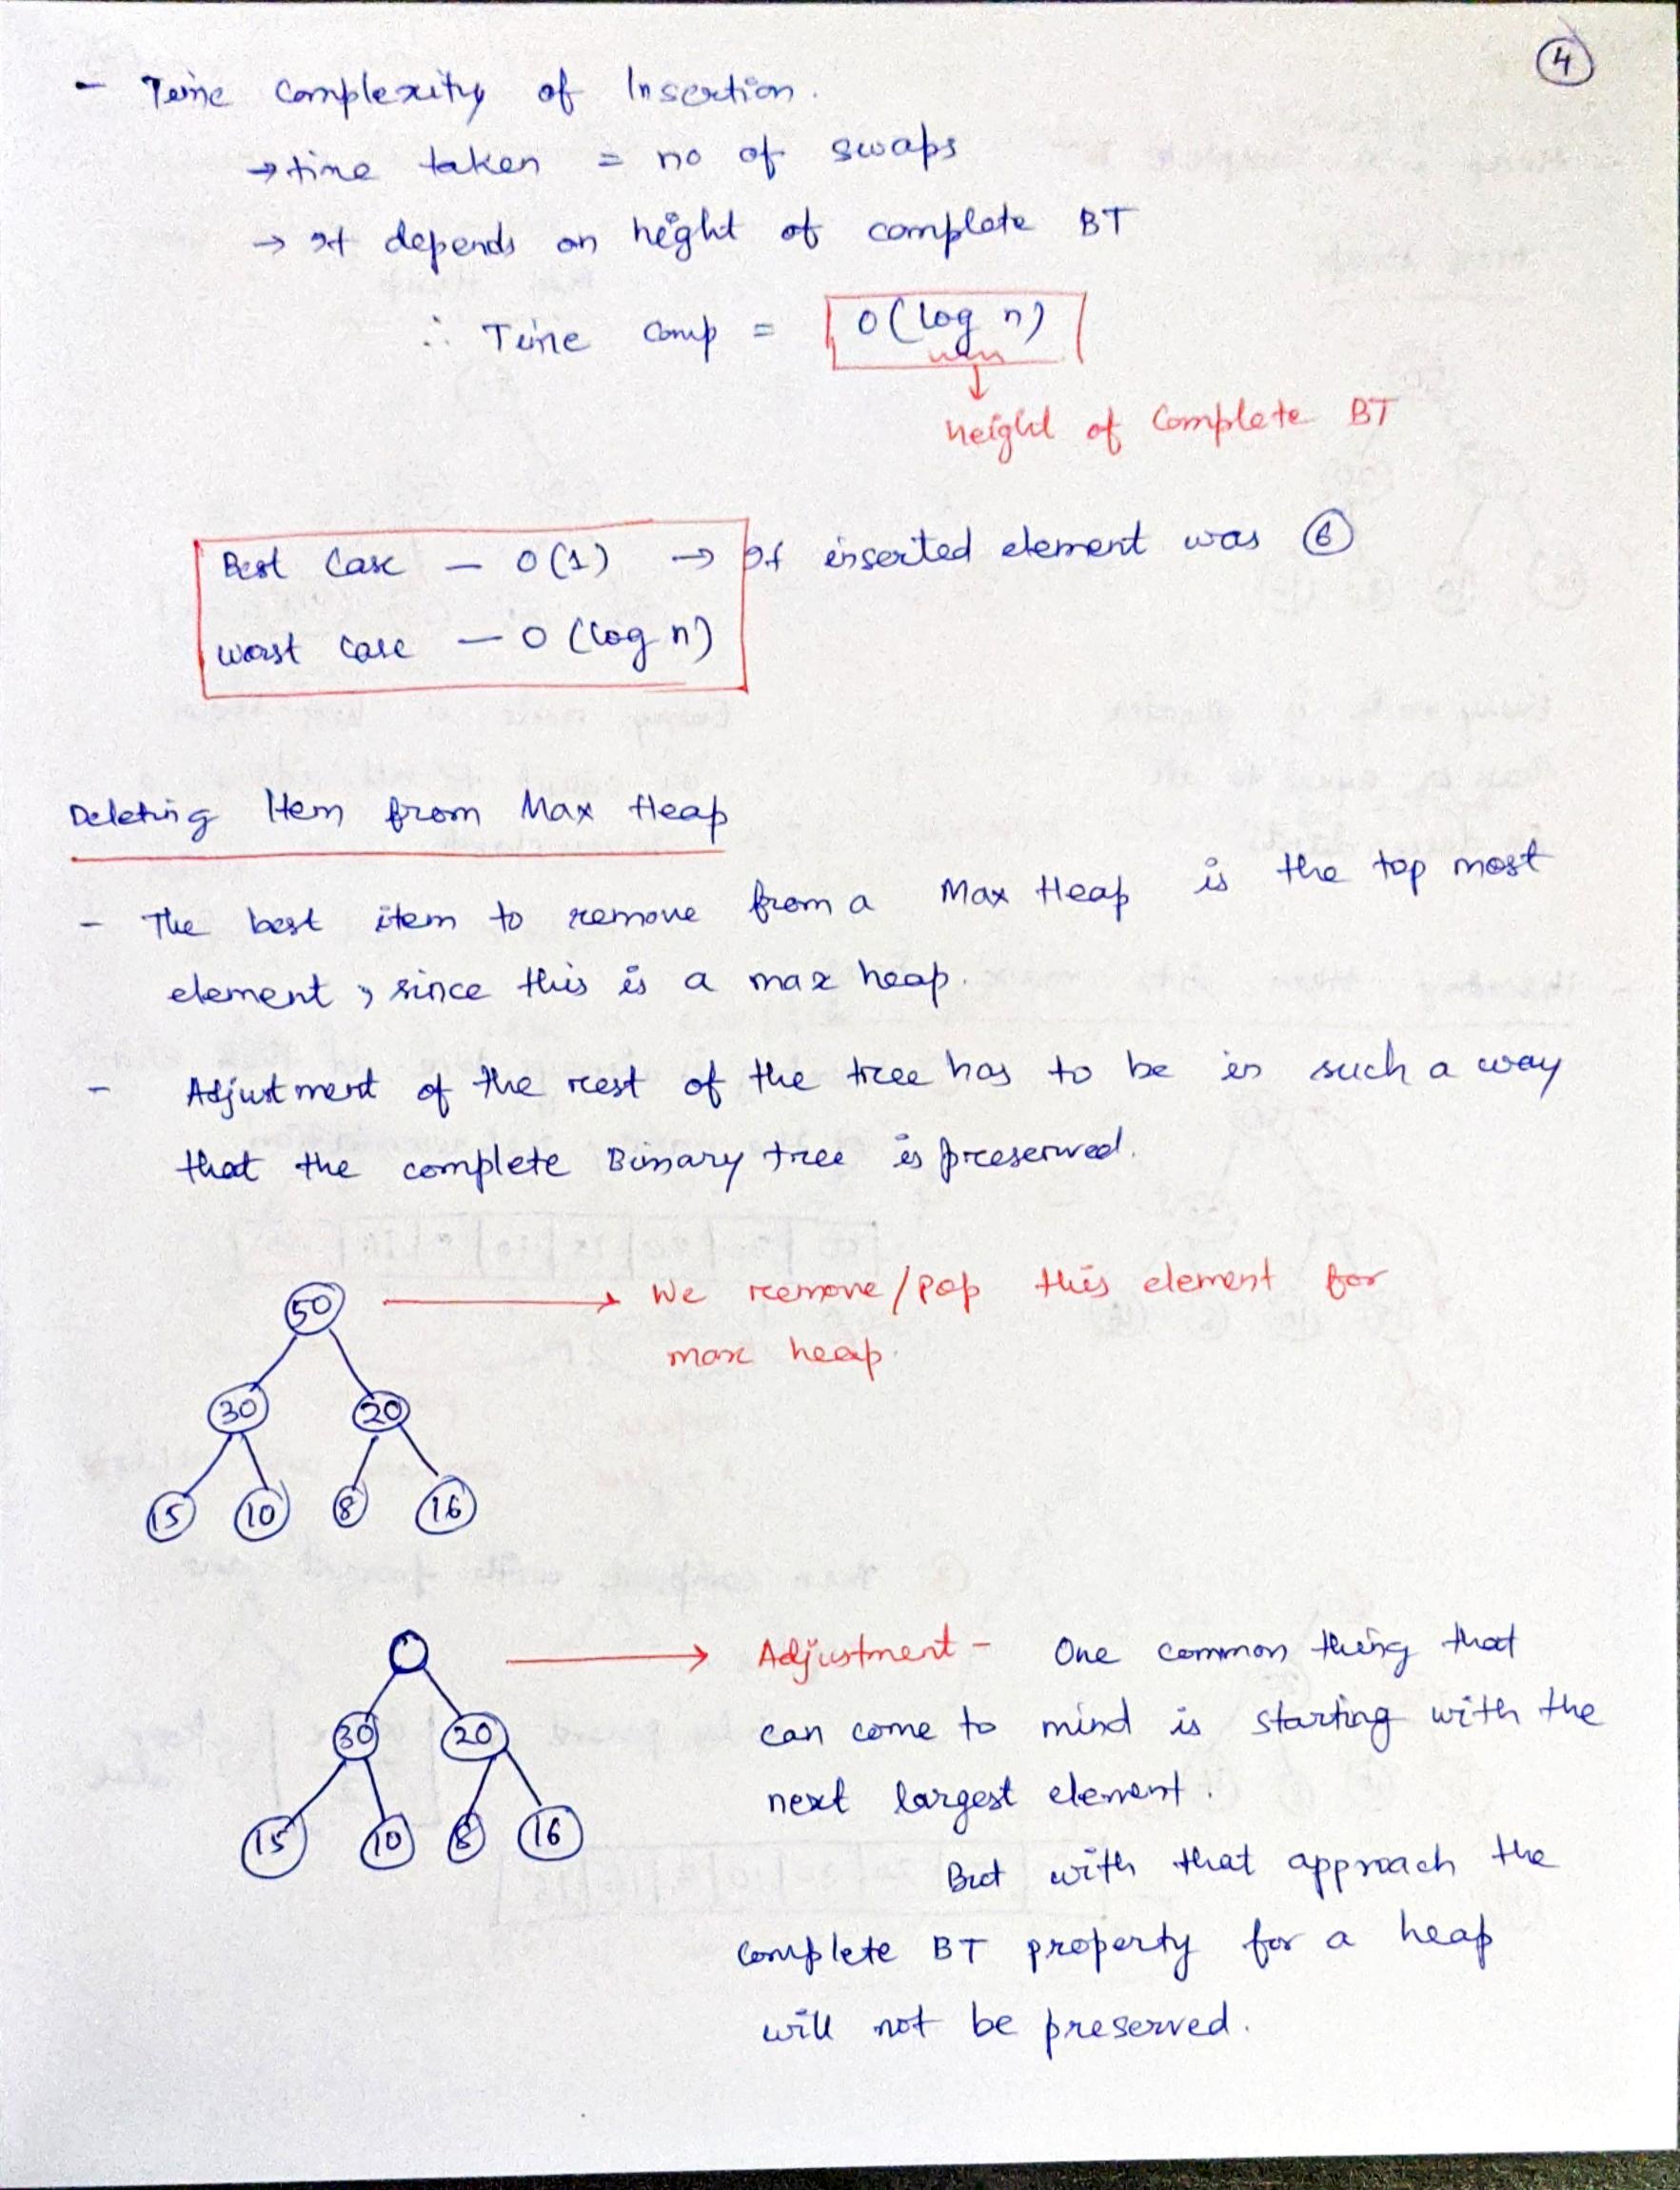 4
- Time Complexity of Insertion.
→ time taken = no of swaps
→ It depends on height of complete BT
∴ Time Comp = O(log n)
height of Complete BT
Best Case — O(1) → If inserted element was 6
worst case — O(log n)
Deleting Item from Max Heap
- The best item to remove from a Max Heap is the top most
element, since this is a max heap.
- Adjustment of the rest of the tree has to be in such a way
that the complete Binary tree is preserved.
50 → We remove/pop this element for
max heap.
30 20
15 10 8 16
→ Adjustment - One common thing that
can come to mind is starting with the
30 20
next largest element.
15 10 8 16
But with that approach the
complete BT property for a heap
will not be preserved.